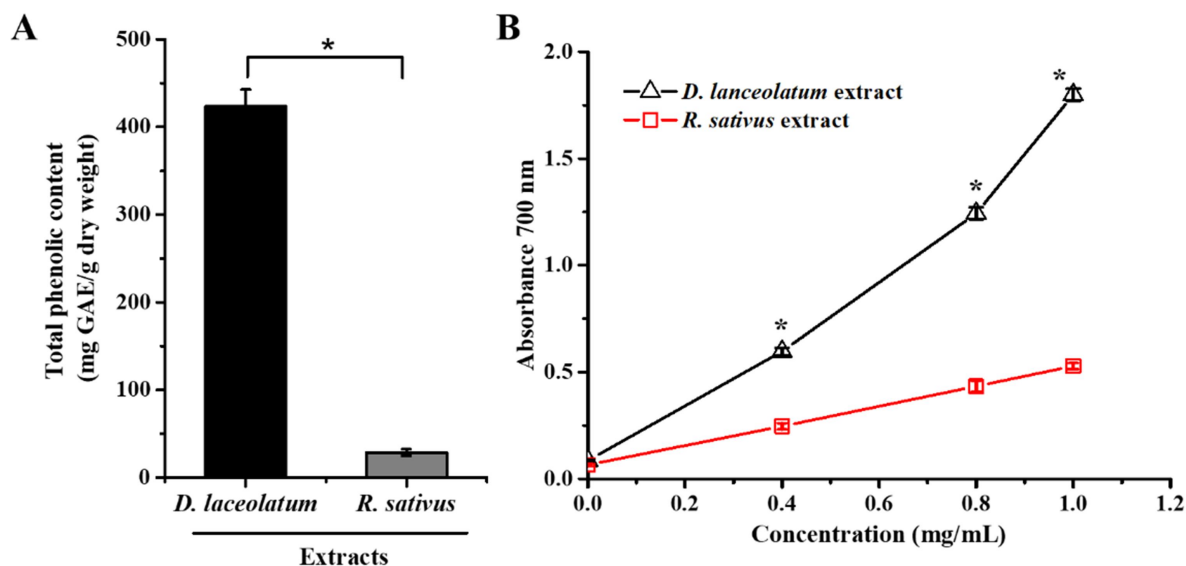 A
Total phenolic content
(mg GAE/g dry weight)
500
400
300
200
100
0
*
D. laceolatum
R. sativus
Extracts
B
Absorbance 700 nm
2.0
1.5
1.0
0.5
0.0
D. lanceolatum extract
R. sativus extract
*
*
*
0.0 0.2 0.4 0.6 0.8 1.0 1.2
Concentration (mg/mL)